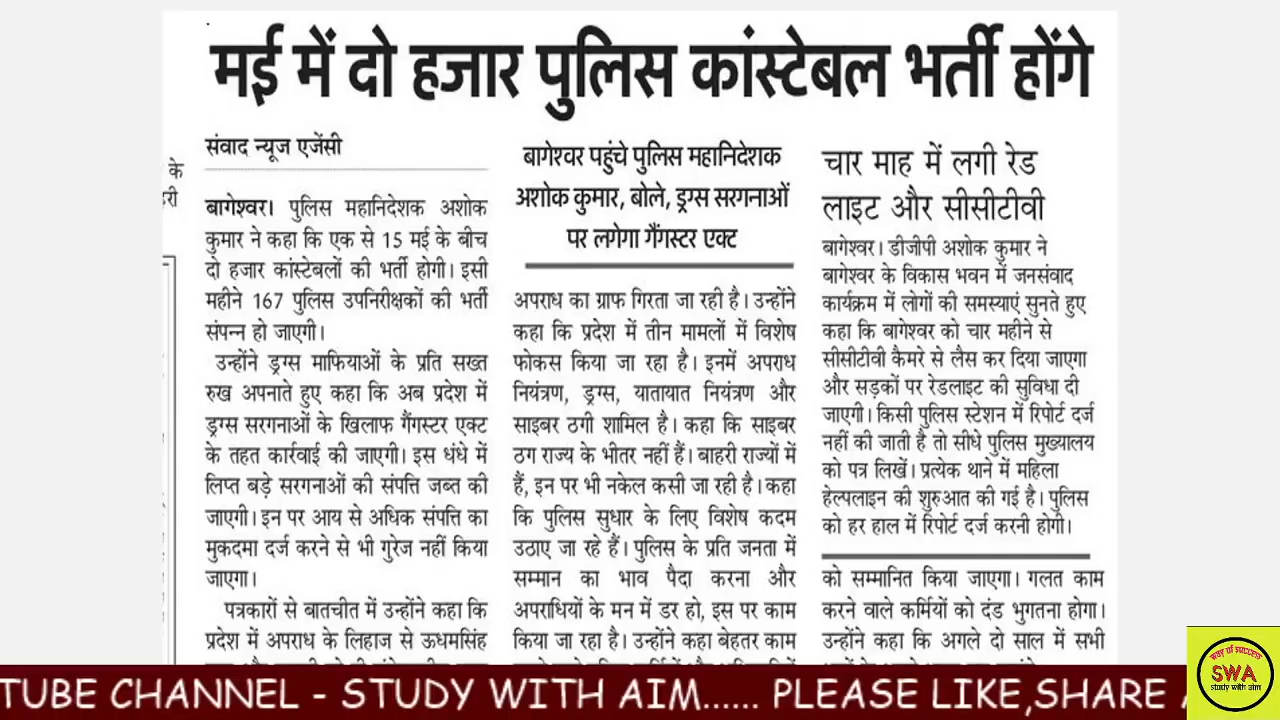 मई में दो हजार पुलिस कांस्टेबल भर्ती होंगे
के
संवाद न्यूज एजेंसी
बागेश्वर। पुलिस महानिदेशक अशोक
कुमार ने कहा कि एक से 15 मई के बीच
दो हजार कांस्टेबलों की भर्ती होगी। इसी
महीने 167 पुलिस उपनिरीक्षकों की भर्ती
संपन्न हो जाएगी।
उन्होंने ड्रग्स माफियाओं के प्रति सख्त
रुख अपनाते हुए कहा कि अब प्रदेश में
ड्रग्स सरगनाओं के खिलाफ गैंगस्टर एक्ट
के तहत कार्रवाई की जाएगी। इस धंधे में
लिप्त बड़े सरगनाओं की संपत्ति जब्त की
जाएगी। इन पर आय से अधिक संपत्ति का
मुकदमा दर्ज करने से भी गुरेज नहीं किया
जाएगा।
पत्रकारों से बातचीत में उन्होंने कहा कि
प्रदेश में अपराध के लिहाज से ऊधमसिंह
बागेश्वर पहुंचे पुलिस महानिदेशक
अशोक कुमार, बोले, ड्रग्स सरगनाओं
पर लगेगा गैंगस्टर एक्ट
अपराध का ग्राफ गिरता जा रही है। उन्होंने
कहा कि प्रदेश में तीन मामलों में विशेष
फोकस किया जा रहा है। इनमें अपराध
नियंत्रण, ड्रग्स, यातायात नियंत्रण और
साइबर ठगी शामिल है। कहा कि साइबर
ठग राज्य के भीतर नहीं हैं। बाहरी राज्यों में
हैं, इन पर भी नकेल कसी जा रही है। कहा
कि पुलिस सुधार के लिए विशेष कदम
उठाए जा रहे हैं। पुलिस के प्रति जनता में
सम्मान का भाव पैदा करना और
अपराधियों के मन में डर हो, इस पर काम
किया जा रहा है। उन्होंने कहा बेहतर काम
चार माह में लगी रेड
लाइट और सीसीटीवी
बागेश्वर। डीजीपी अशोक कुमार ने
बागेश्वर के विकास भवन में जनसंवाद
कार्यक्रम में लोगों की समस्याएं सुनते हुए
कहा कि बागेश्वर को चार महीने से
सीसीटीवी कैमरे से लैस कर दिया जाएगा
और सड़कों पर रेडलाइट को सुविधा दी
जाएगी। किसी पुलिस स्टेशन में रिपोर्ट दर्ज
नहीं की जाती है तो सीधे पुलिस मुख्यालय
को पत्र लिखें। प्रत्येक थाने में महिला
हेल्पलाइन की शुरुआत की गई है। पुलिस
को हर हाल में रिपोर्ट दर्ज करनी होगी।
को सम्मानित किया जाएगा। गलत काम
करने वाले कर्मियों को दंड भुगतना होगा।
उन्होंने कहा कि अगले दो साल में सभी
TUBE CHANNEL - STUDY WITH AIM...... PLEASE LIKE,SHARE
way of success
SWA
study with aim